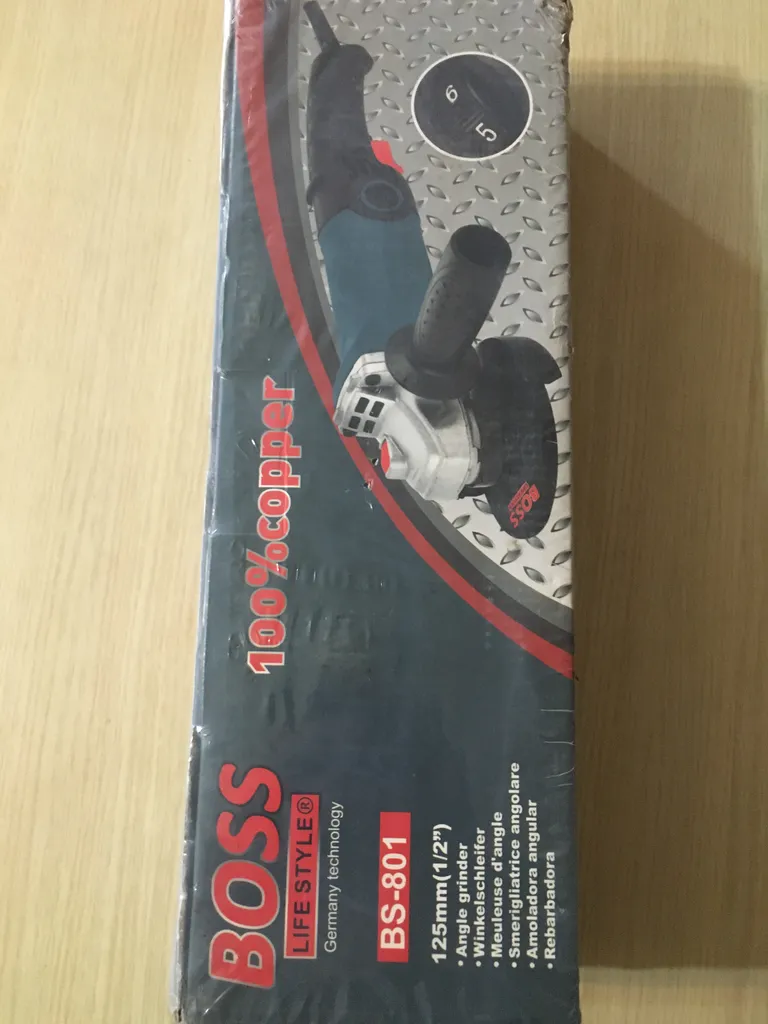 BOSS
LIFE STYLE®
Germany technology
100%copper
BS-801
125mm(1/2")
• Angle grinder
• Winkelschleifer
• Meuleuse d'angle
• Smerigliatrice angolare
• Amoladora angular
• Rebarbadora
6
5
BOSS